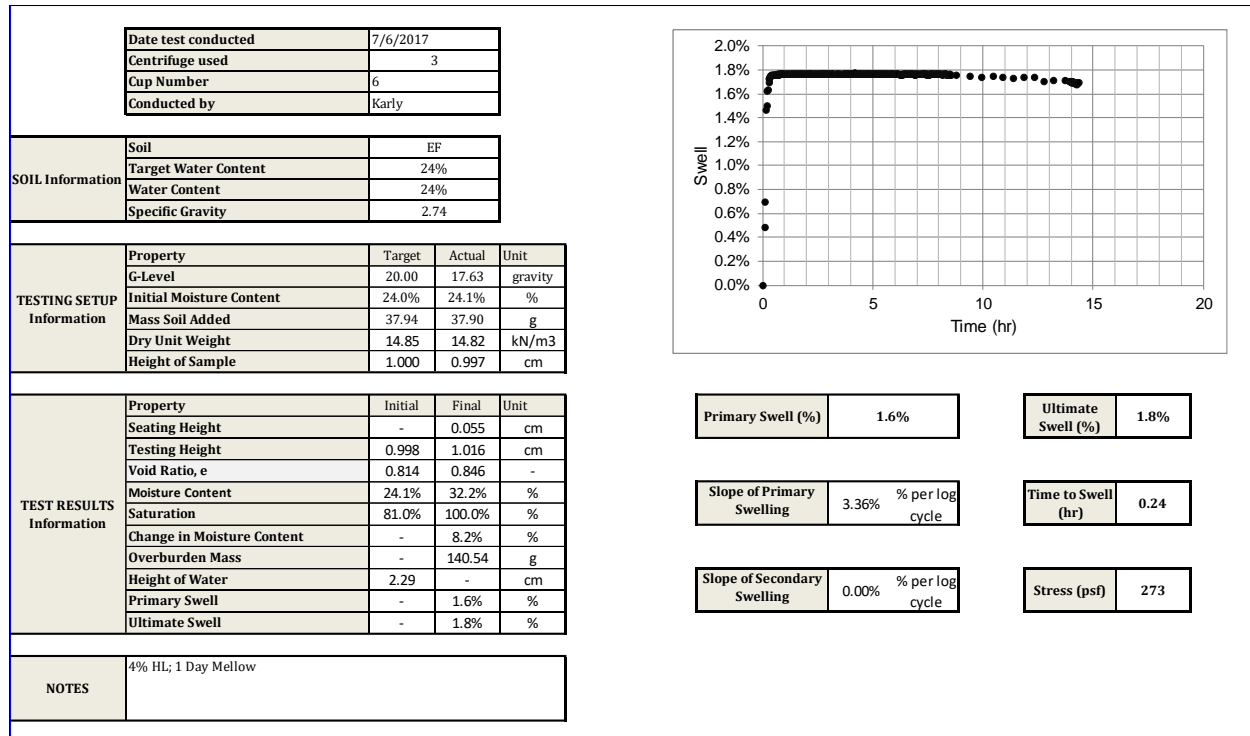 Date test conducted 7/6/2017
Centrifuge used 3
Cup Number 6
Conducted by Karly
SOIL Information
Soil EF
Target Water Content 24%
Water Content 24%
Specific Gravity 2.74
TESTING SETUP Information
Property Target Actual Unit
G-Level 20.00 17.63 gravity
Initial Moisture Content 24.0% 24.1% %
Mass Soil Added 37.94 37.90 g
Dry Unit Weight 14.85 14.82 kN/m3
Height of Sample 1.000 0.997 cm
TEST RESULTS Information
Property Initial Final Unit
Seating Height - 0.055 cm
Testing Height 0.998 1.016 cm
Void Ratio, e 0.814 0.846 -
Moisture Content 24.1% 32.2% %
Saturation 81.0% 100.0% %
Change in Moisture Content - 8.2% %
Overburden Mass - 140.54 g
Height of Water 2.29 - cm
Primary Swell - 1.6% %
Ultimate Swell - 1.8% %
NOTES
4% HL; 1 Day Mellow
Swell
2.0%
1.8%
1.6%
1.4%
1.2%
1.0%
0.8%
0.6%
0.4%
0.2%
0.0%
0 5 10 15 20
Time (hr)
Primary Swell (%) 1.6%
Ultimate Swell (%) 1.8%
Slope of Primary Swelling 3.36% % per log cycle
Time to Swell (hr) 0.24
Slope of Secondary Swelling 0.00% % per log cycle
Stress (psf) 273